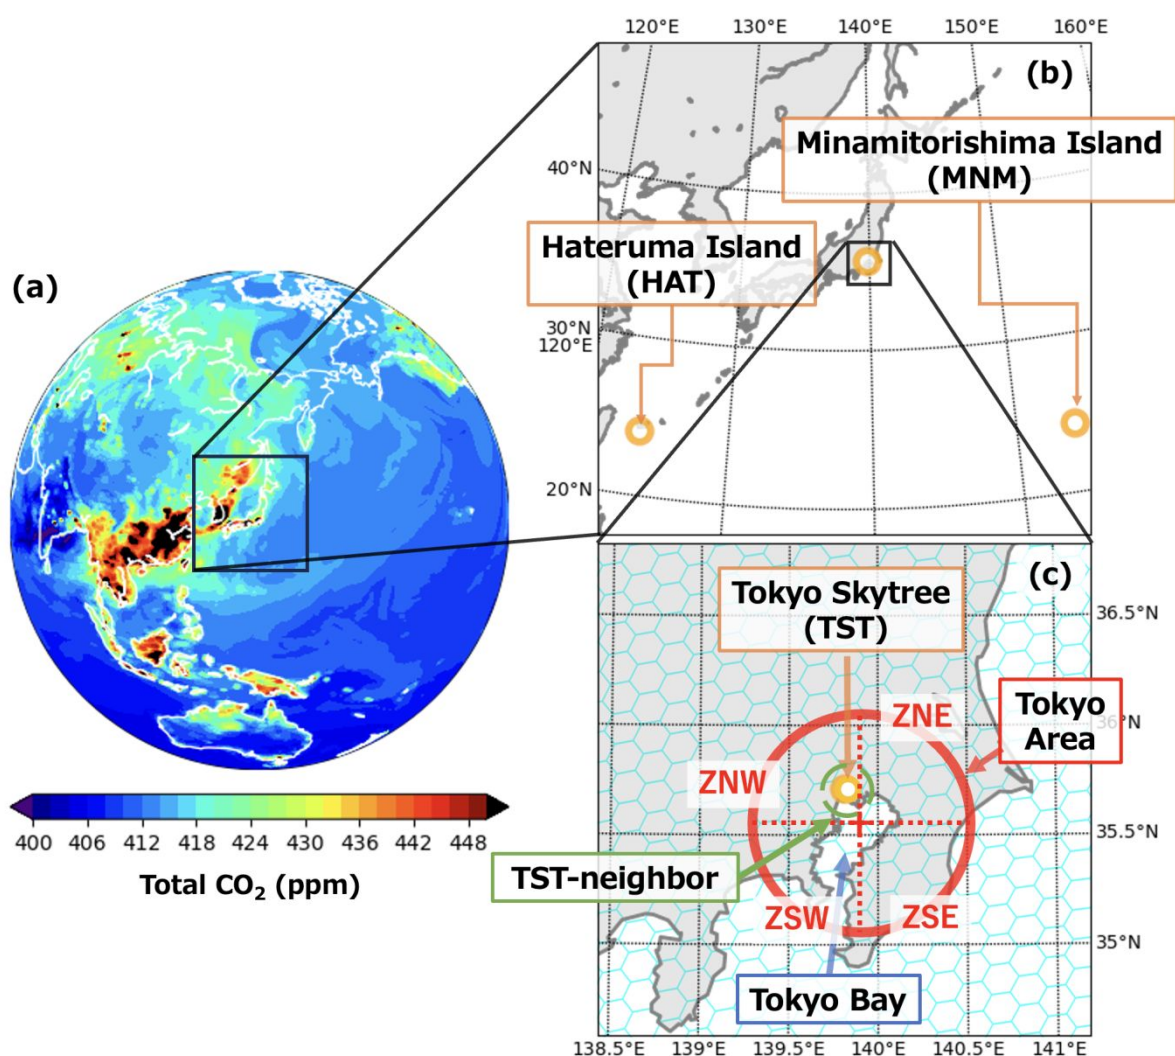 120°E 130°E 140°E 150°E 160°E
(b)
Minamitorishima Island
(MNM)
40°N
Hateruma Island
(HAT)
(a)
30°N
120°E
20°N
(c)
Tokyo Skytree
(TST)
36.5°N
ZNE
Tokyo
Area
36°N
ZNW
35.5°N
400 406 412 418 424 430 436 442 448
Total CO₂ (ppm)
TST-neighbor
ZSW
ZSE
35°N
Tokyo Bay
138.5°E 139°E 139.5°E 140°E 140.5°E 141°E